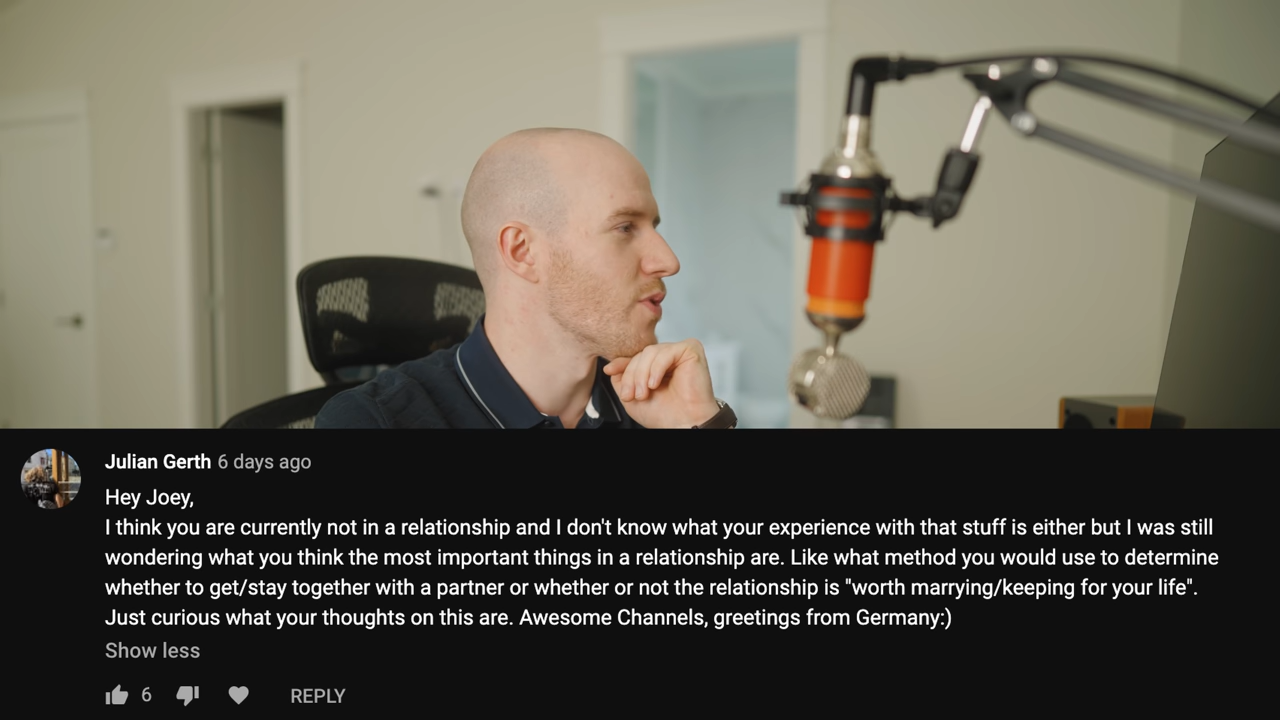 Julian Gerth 6 days ago
Hey Joey,
I think you are currently not in a relationship and I don't know what your experience with that stuff is either but I was still
wondering what you think the most important things in a relationship are. Like what method you would use to determine
whether to get/stay together with a partner or whether or not the relationship is "worth marrying/keeping for your life".
Just curious what your thoughts on this are. Awesome Channels, greetings from Germany:)
Show less
6 REPLY